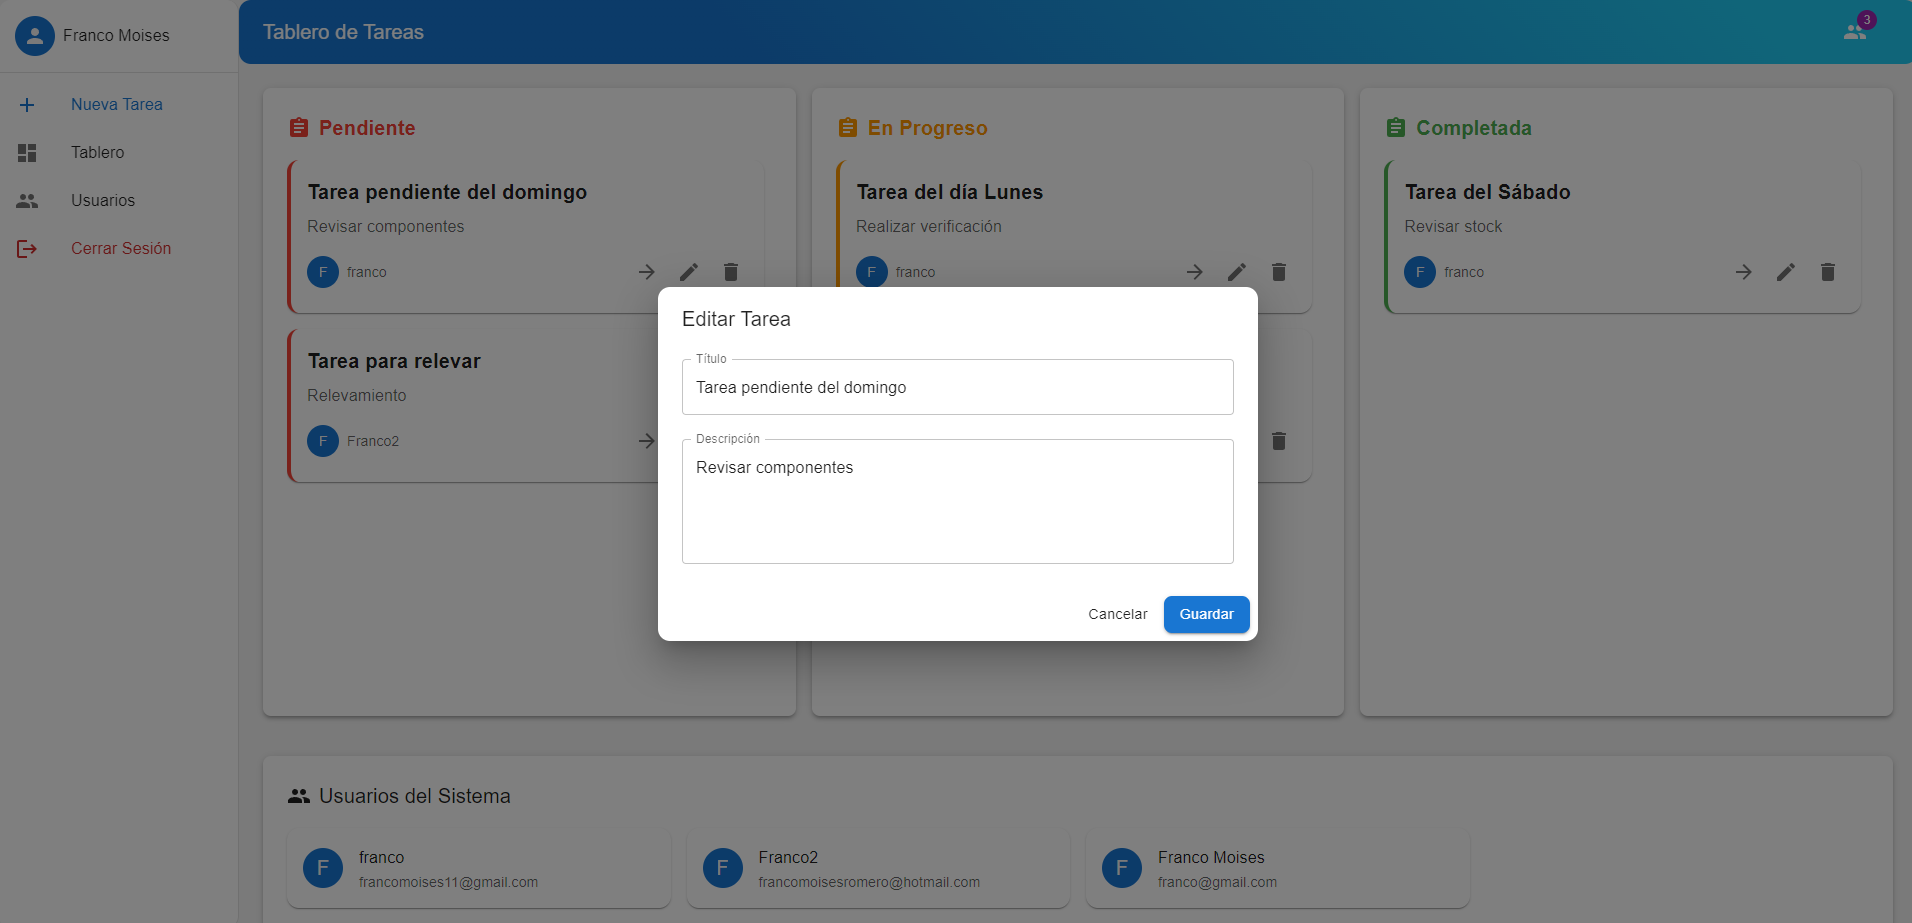 Franco Moises
Nueva Tarea
Tablero
Usuarios
Cerrar Sesión
Tablero de Tareas
3
Pendiente
Tarea pendiente del domingo
Revisar componentes
F franco
Tarea para relevar
Relevamiento
F Franco2
En Progreso
Tarea del día Lunes
Realizar verificación
F franco
Completada
Tarea del Sábado
Revisar stock
F franco
Editar Tarea
Título
Tarea pendiente del domingo
Descripción
Revisar componentes
Cancelar Guardar
Usuarios del Sistema
F
franco
francomoises11@gmail.com
F
Franco2
francomoisesromero@hotmail.com
F
Franco Moises
franco@gmail.com